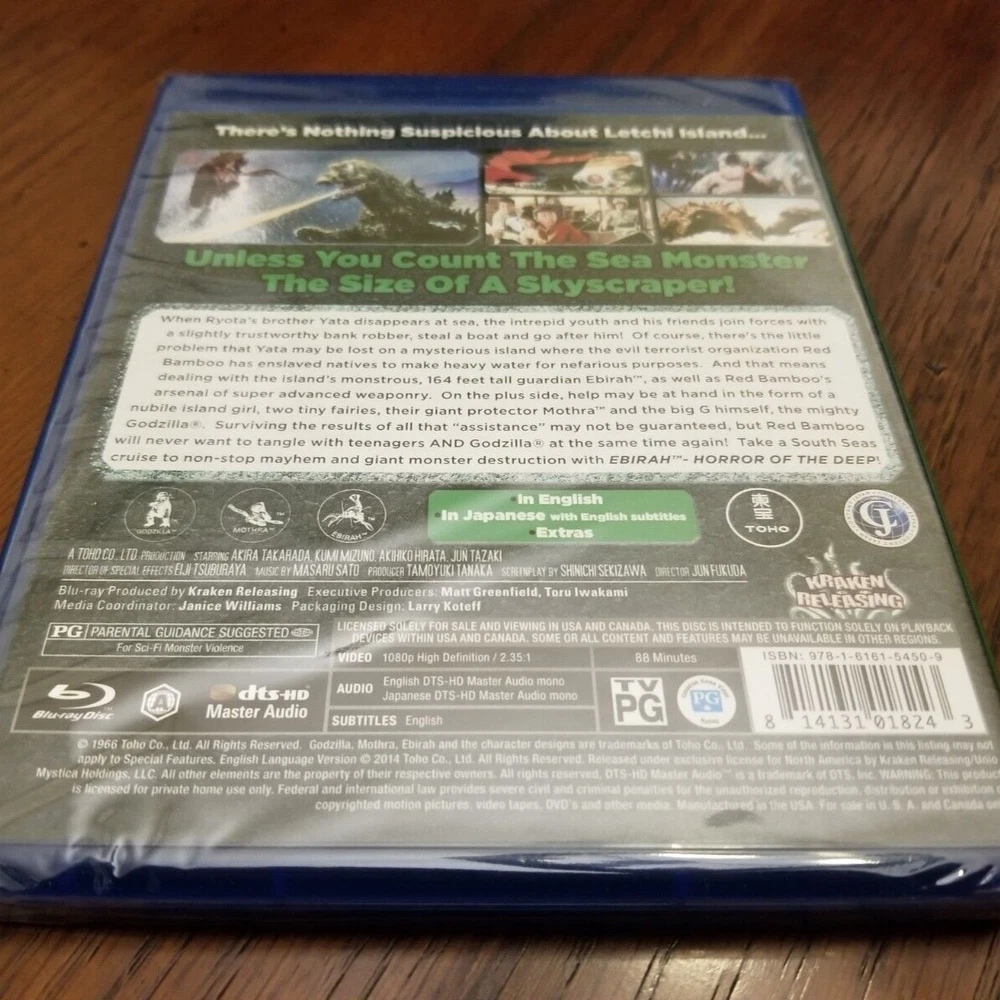 There's Nothing Suspicious About Letchi Island...
Unless You Count The Sea Monster
The Size Of A Skyscraper!
When Ryota's brother Yata disappears at sea, the intrepid youth and his friends join forces with
a slightly trustworthy bank robber, steal a boat and go after him! Of course, there's the little
problem that Yata may be lost on a mysterious island where the evil terrorist organization Red
Bamboo has enslaved natives to make heavy water for nefarious purposes. And that means
dealing with the island's monstrous, 164 feet tall guardian Ebirah™, as well as Red Bamboo's
arsenal of super advanced weaponry. On the plus side, help may be at hand in the form of a
nubile island girl, two tiny fairies, their giant protector Mothra™ and the big G himself, the mighty
Godzilla®. Surviving the results of all that "assistance" may not be guaranteed, but Red Bamboo
will never want to tangle with teenagers AND Godzilla® at the same time again! Take a South Seas
cruise to non-stop mayhem and giant monster destruction with EBIRAH™- HORROR OF THE DEEP!
GODZILLA™
MOTHRA™
EBIRAH™
•In English
•In Japanese with English subtitles
•Extras
東宝
TOHO
A TOHO CO., LTD. PRODUCTION STARRING AKIRA TAKARADA, KUMI MIZUNO, AKIHIKO HIRATA, JUN TAZAKI
DIRECTOR OF SPECIAL EFFECTS EIJI TSUBURAYA MUSIC BY MASARU SATO PRODUCER TAMOYUKI TANAKA SCREENPLAY BY SHINICHI SEKIZAWA DIRECTOR JUN FUKUDA
Blu-ray Produced by Kraken Releasing Executive Producers: Matt Greenfield, Toru Iwakami
Media Coordinator: Janice Williams Packaging Design: Larry Koteff
KRAKEN
RELEASING
PG PARENTAL GUIDANCE SUGGESTED
For Sci-Fi Monster Violence
LICENSED SOLELY FOR SALE AND VIEWING IN USA AND CANADA. THIS DISC IS INTENDED TO FUNCTION SOLELY ON PLAYBACK
DEVICES WITHIN USA AND CANADA. SOME OR ALL CONTENT AND FEATURES MAY BE UNAVAILABLE IN OTHER REGIONS.
VIDEO 1080p High Definition / 2.35:1
88 Minutes
AUDIO English DTS-HD Master Audio mono
Japanese DTS-HD Master Audio mono
SUBTITLES English
Blu-ray Disc™
A
dts-HD
Master Audio
TV
PG
PG
ISBN: 978-1-6161-5450-9
8 14131 01824 3
© 1966 Toho Co., Ltd. All Rights Reserved. Godzilla, Mothra, Ebirah and the character designs are trademarks of Toho Co., Ltd. Some of the information in this listing may not
apply to Special Features. English Language Version © 2014 Toho Co., Ltd. All Rights Reserved. Released under exclusive license for North America by Kraken Releasing/
Mystica Holdings, LLC. All other elements are the property of their respective owners. All rights reserved. DTS-HD Master Audio™ is a trademark of DTS, Inc. WARNING: This
is licensed for private home use only. Federal and international law provides severe civil and criminal penalties for the unauthorized reproduction, distribution or exhibition
copyrighted motion pictures, video tapes, DVD's and other media. Manufactured in the USA. For sale in U. S. A. and Canada